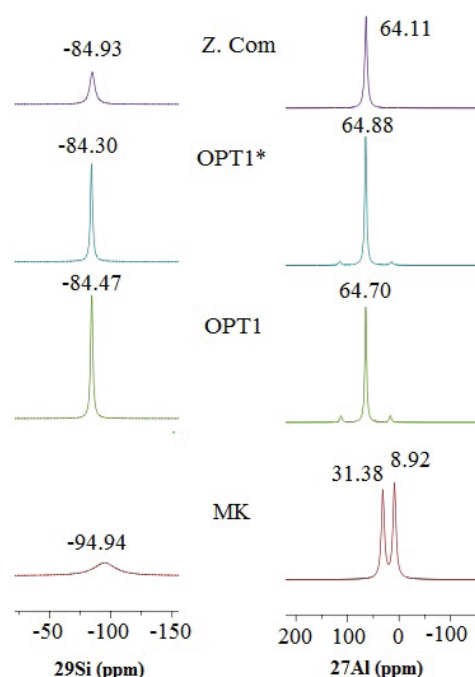 -84.93 Z. Com 64.11
-84.30 OPT1* 64.88
-84.47 OPT1 64.70
-94.94 MK 31.38 8.92
-50 -100 -150 200 100 0 -100
29Si (ppm) 27Al (ppm)